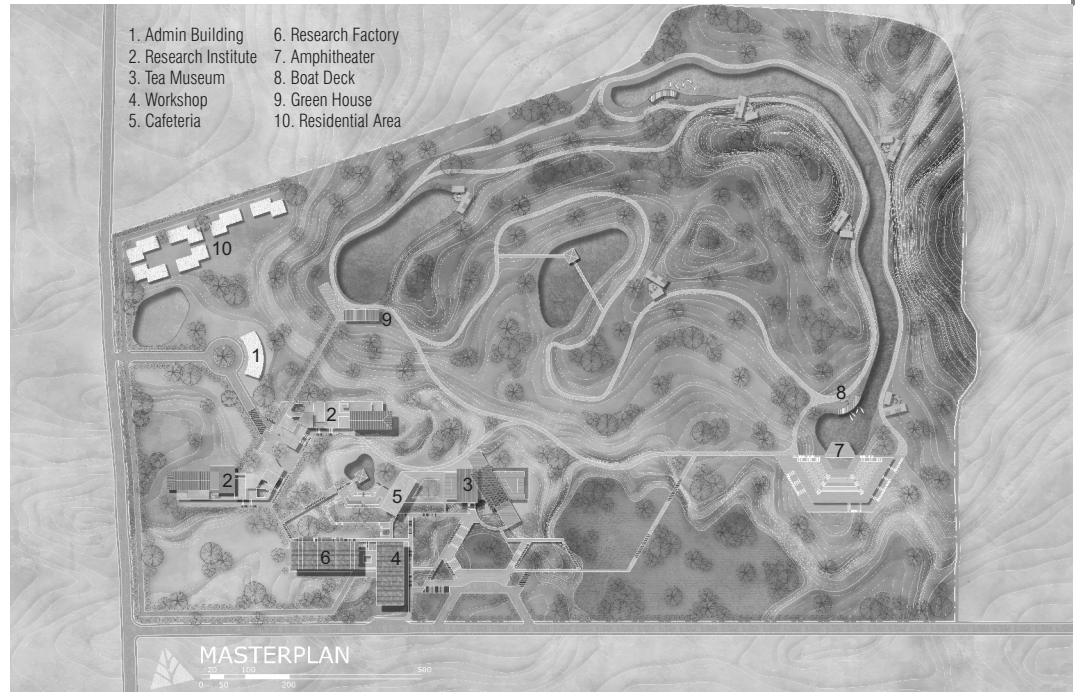 1. Admin Building
2. Research Institute
3. Tea Museum
4. Workshop
5. Cafeteria
6. Research Factory
7. Amphitheater
8. Boat Deck
9. Green House
10. Residential Area
10
9
1
2
8
7
2
5
3
6
4
MASTERPLAN
20 100 500
0 50 200